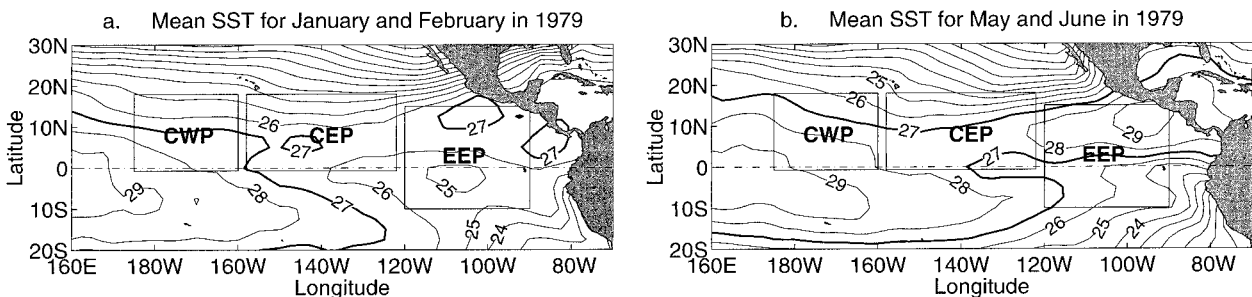 a. Mean SST for January and February in 1979
30N
20N
10N
0
10S
20S
Latitude
160E 180W 160W 140W 120W 100W 80W
Longitude
CWP
CEP
EEP
26
27
27
27
29
28
27
26
25
25
24
b. Mean SST for May and June in 1979
30N
20N
10N
0
10S
20S
Latitude
160E 180W 160W 140W 120W 100W 80W
Longitude
CWP
CEP
EEP
25
27
29
28
27
29
28
26
25
24